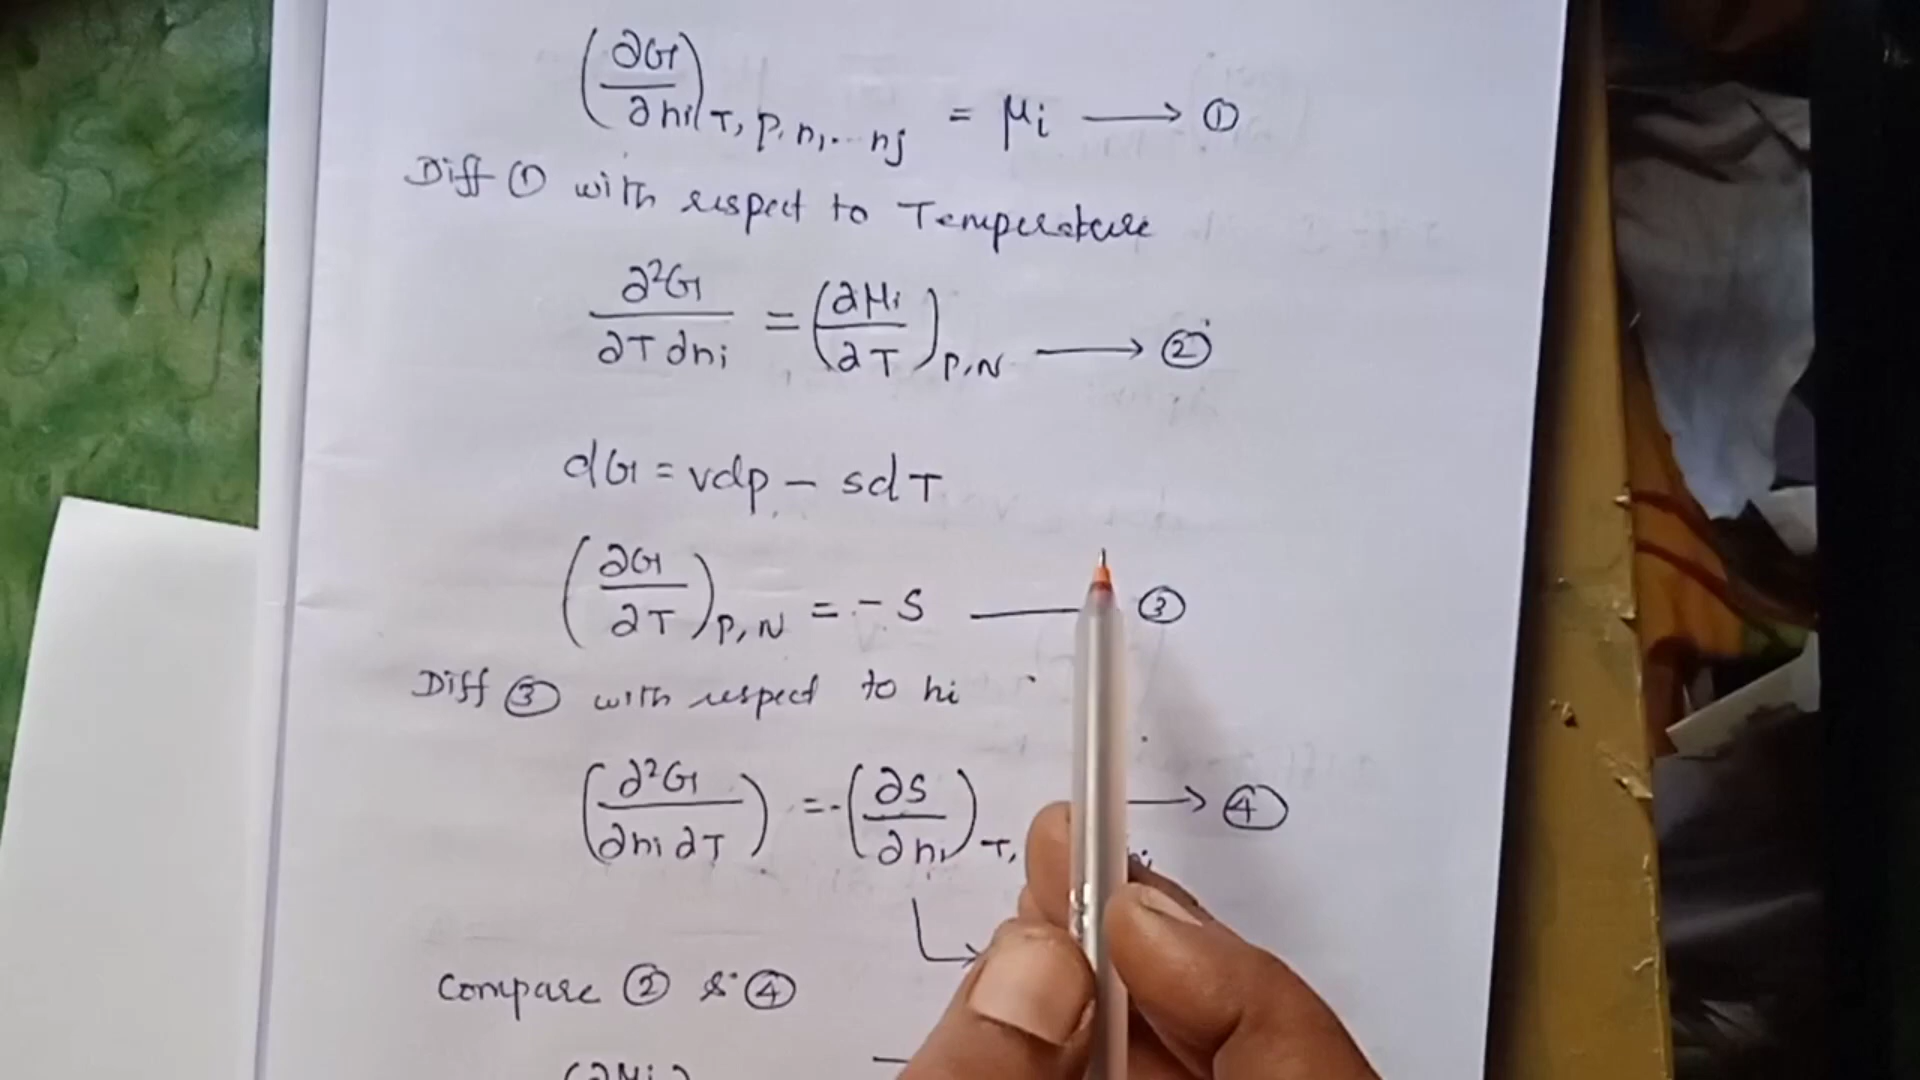 (∂G/∂ni)T, P, n1...nj = μi → ①
Diff ① with respect to Temperature
∂²G/∂T ∂ni = (∂μi/∂T)P,N → ②
dG = vdp - sdT
(∂G/∂T)P,N = -S — ③
Diff ③ with respect to ni
(∂²G/∂ni ∂T) = -(∂S/∂ni)T, → ④
Compare ② & ④
(∂μi